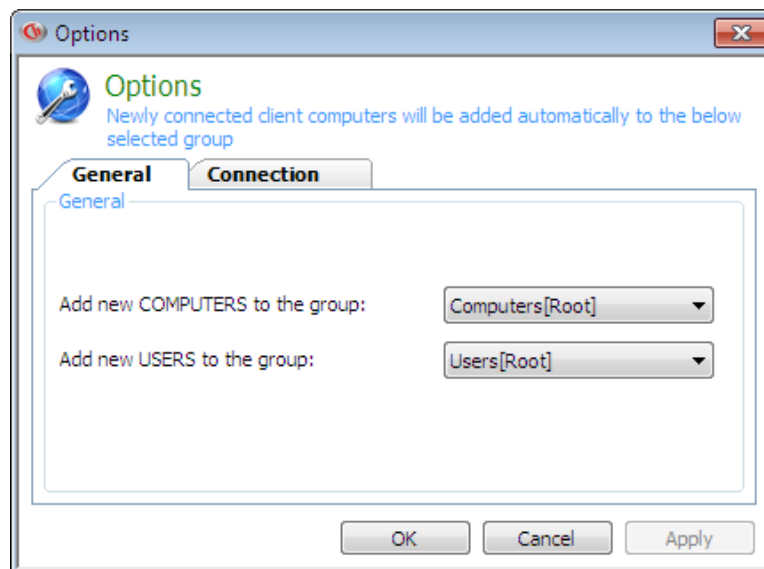 Options
Options
Newly connected client computers will be added automatically to the below
selected group
General Connection
General
Add new COMPUTERS to the group: Computers[Root]
Add new USERS to the group: Users[Root]
OK Cancel Apply